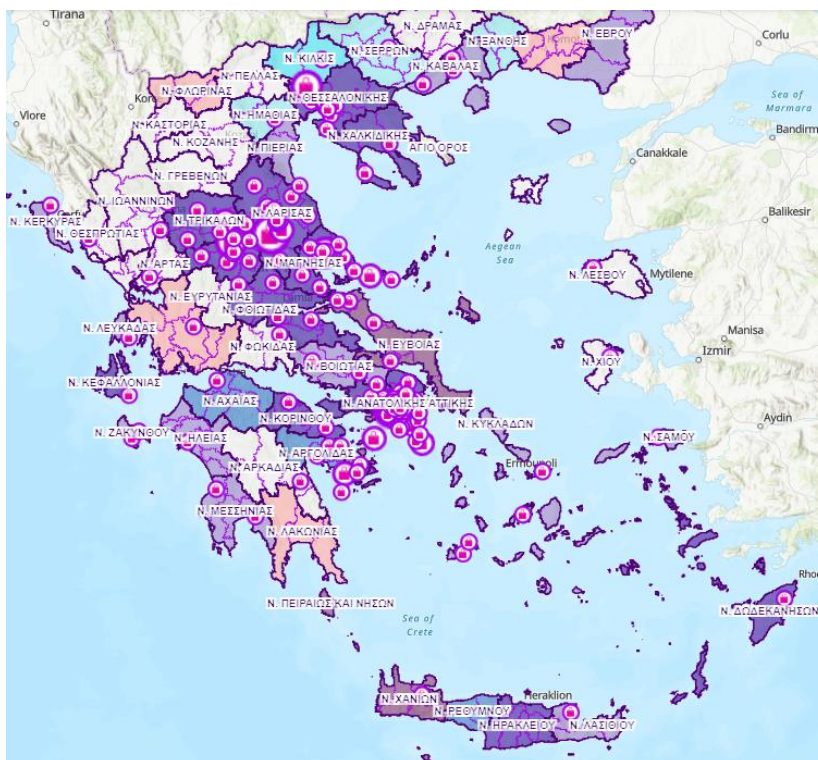 Tirana
Ν. ΔΡΑΜΑΣ
Corlu
Ν. ΞΑΝΘΗΣ
Ν. ΕΒΡΟΥ
Ν. ΣΕΡΡΩΝ
Ν. ΚΙΛΚΙΣ
Ν. ΚΑΒΑΛΑΣ
Ν. ΠΕΛΛΑΣ
Ν. ΦΛΩΡΙΝΑΣ
Ν. ΘΕΣΣΑΛΟΝΙΚΗΣ
Sea of
Marmara
Vlore
Ν. ΗΜΑΘΙΑΣ
Ν. ΚΑΣΤΟΡΙΑΣ
Ν. ΧΑΛΚΙΔΙΚΗΣ
Bandirm
Ν. ΚΟΖΑΝΗΣ
Ν. ΠΙΕΡΙΑΣ
ΑΓΙΟ ΟΡΟΣ
Canakkale
Ν. ΓΡΕΒΕΝΩΝ
Ν. ΙΩΑΝΝΙΝΩΝ
Ν. ΛΑΡΙΣΑΣ
Balikesir
Ν. ΚΕΡΚΥΡΑΣ
Ν. ΤΡΙΚΑΛΩΝ
Ν. ΘΕΣΠΡΩΤΙΑΣ
Aegean
Sea
Ν. ΑΡΤΑΣ
Ν. ΜΑΓΝΗΣΙΑΣ
Ν. ΛΕΣΒΟΥ
Mytilene
Ν. ΕΥΡΥΤΑΝΙΑΣ
Ν. ΦΘΙΩΤΙΔΑΣ
Ν. ΛΕΥΚΑΔΑΣ
Manisa
Ν. ΦΩΚΙΔΑΣ
Ν. ΕΥΒΟΙΑΣ
Izmir
Ν. ΒΟΙΩΤΙΑΣ
Ν. ΧΙΟΥ
Ν. ΚΕΦΑΛΛΟΝΙΑΣ
Ν. ΑΧΑΙΑΣ
Ν. ΑΝΑΤΟΛΙΚΗΣ ΑΤΤΙΚΗΣ
Ν. ΚΟΡΙΝΘΟΥ
Aydin
Ν. ΚΥΚΛΑΔΩΝ
Ν. ΖΑΚΥΝΘΟΥ
Ν. ΗΛΕΙΑΣ
Ν. ΣΑΜΟΥ
Ν. ΑΡΓΟΛΙΔΑΣ
Ν. ΑΡΚΑΔΙΑΣ
Ermoupoli
Ν. ΜΕΣΣΗΝΙΑΣ
Ν. ΛΑΚΩΝΙΑΣ
Rho
Ν. ΠΕΙΡΑΙΩΣ ΚΑΙ ΝΗΣΩΝ
Ν. ΔΩΔΕΚΑΝΗΣΩΝ
Sea of
Crete
Ν. ΧΑΝΙΩΝ
Heraklion
Ν. ΡΕΘΥΜΝΟΥ
Ν. ΗΡΑΚΛΕΙΟΥ
Ν. ΛΑΣΙΘΙΟΥ